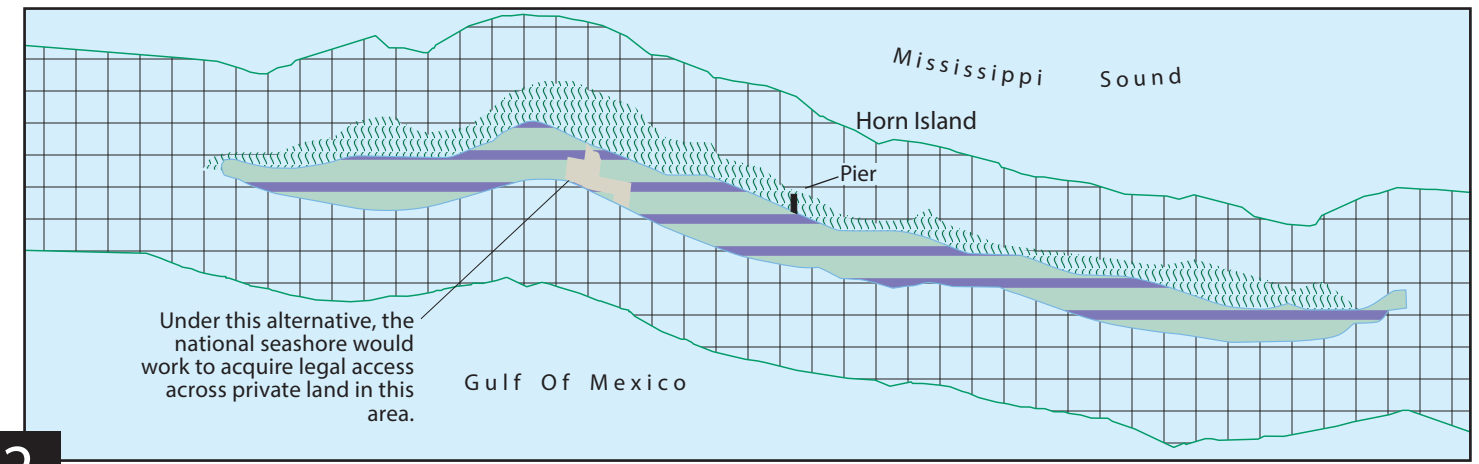 Mississippi Sound
Horn Island
Pier
Under this alternative, the
national seashore would
work to acquire legal access
across private land in this
area.
Gulf Of Mexico
2